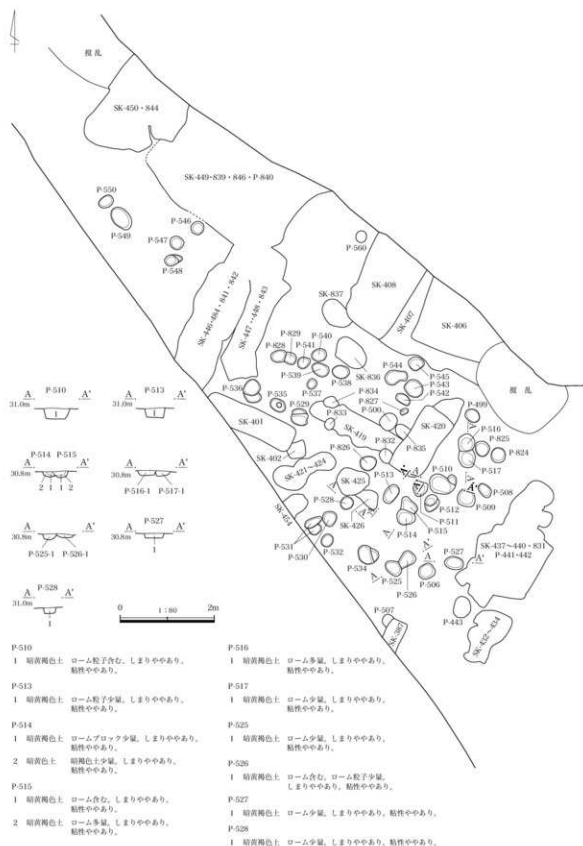 撹乱
SK-450・844
SK-449・839・846・P-840
P-550
P-549
P-546
P-547
P-548
P-560
SK-408
SK-407
SK-406
SK-837
SK-446・484・841・842
SK-447・・448・843
撹乱
P-829
P-540
P-828
P-541
P-539
P-538
SK-836
P-544
P-545
P-543
P-542
P-536
P-537
P-535
P-529
P-834
P-833
P-500
P-827
P-499
SK-401
SK-402
SK-419
SK-420
P-516
P-825
P-824
P-517
P-832
P-835
P-826
P-513
P-510
SK-421～424
SK-425
SK-426
P-528
P-508
P-509
P-512
P-511
P-515
P-514
SK-454
P-531
P-530
P-532
P-534
P-525
P-526
P-506
P-527
SK-437～440・831
P-441・442
P-443
SK-432～434
P-507
SK-387
P-510
A A'
31.0m
1
P-513
A A'
31.0m
1
P-514 P-515
A A'
30.8m
2 1 1 2
A A'
30.8m
P-516-1 P-517-1
A A'
30.8m
P-525-1 P-526-1
P-527
A A'
30.8m
1
P-528
A A'
31.0m
1
0 1：80 2m
P-510
1 暗黄褐色土 ローム粒子含む。しまりややあり。
粘性ややあり。
P-513
1 暗黄褐色土 ローム粒子少量。しまりややあり。
粘性ややあり。
P-514
1 暗黄褐色土 ロームブロック少量。しまりややあり。
粘性ややあり。
2 暗黄色土 暗褐色土少量。しまりややあり。
粘性ややあり。
P-515
1 暗黄褐色土 ローム含む。しまりややあり。
粘性ややあり。
2 暗黄褐色土 ローム多量。しまりややあり。
粘性ややあり。
P-516
1 暗黄褐色土 ローム多量。しまりややあり。
粘性ややあり。
P-517
1 暗黄褐色土 ローム少量。しまりややあり。
粘性ややあり。
P-525
1 暗黄褐色土 ローム少量。しまりややあり。
粘性ややあり。
P-526
1 暗黄褐色土 ローム含む。ローム粒子少量。
しまりややあり。粘性ややあり。
P-527
1 暗黄褐色土 ローム少量。しまりややあり。粘性ややあり。
P-528
1 暗黄褐色土 ローム少量。しまりややあり。粘性ややあり。